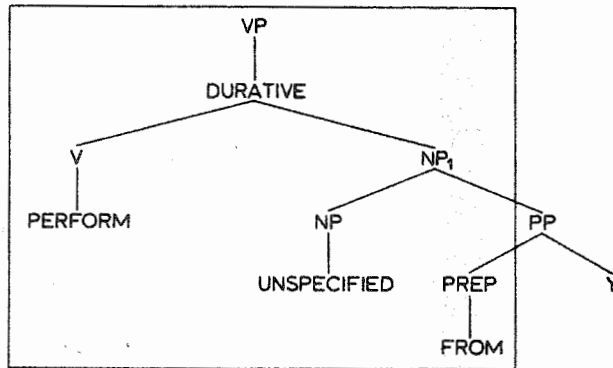 VP
DURATIVE
V NP₁
PERFORM NP PP
UNSPECIFIED PREP Y
FROM